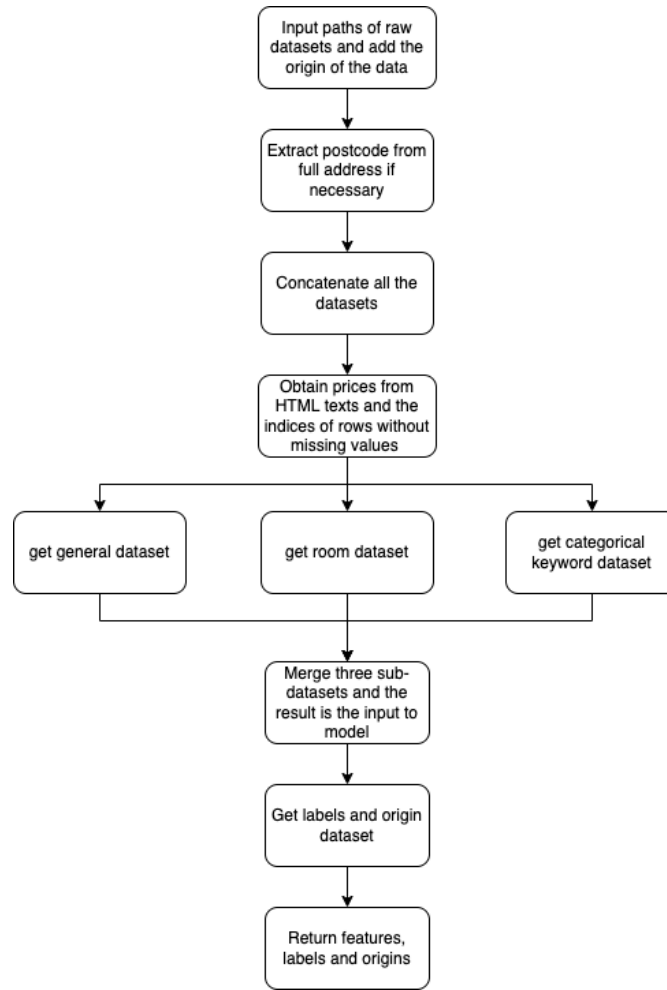 Input paths of raw
datasets and add the
origin of the data
Extract postcode from
full address if
necessary
Concatenate all the
datasets
Obtain prices from
HTML texts and the
indices of rows without
missing values
get general dataset
get room dataset
get categorical
keyword dataset
Merge three sub-
datasets and the
result is the input to
model
Get labels and origin
dataset
Return features,
labels and origins